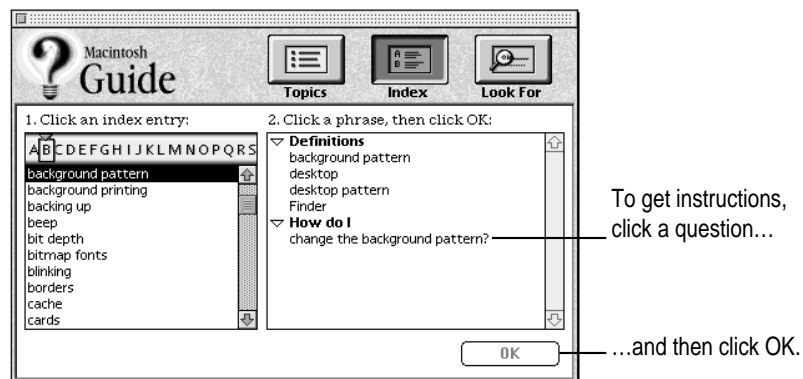 Macintosh
Guide
Topics
Index
Look For
1. Click an index entry:
ABCDEFGHIJKLMNOPQRS
background pattern
background printing
backing up
beep
bit depth
bitmap fonts
blinking
borders
cache
cards
2. Click a phrase, then click OK:
Definitions
background pattern
desktop
desktop pattern
Finder
How do I
change the background pattern?
OK
To get instructions,
click a question…
…and then click OK.